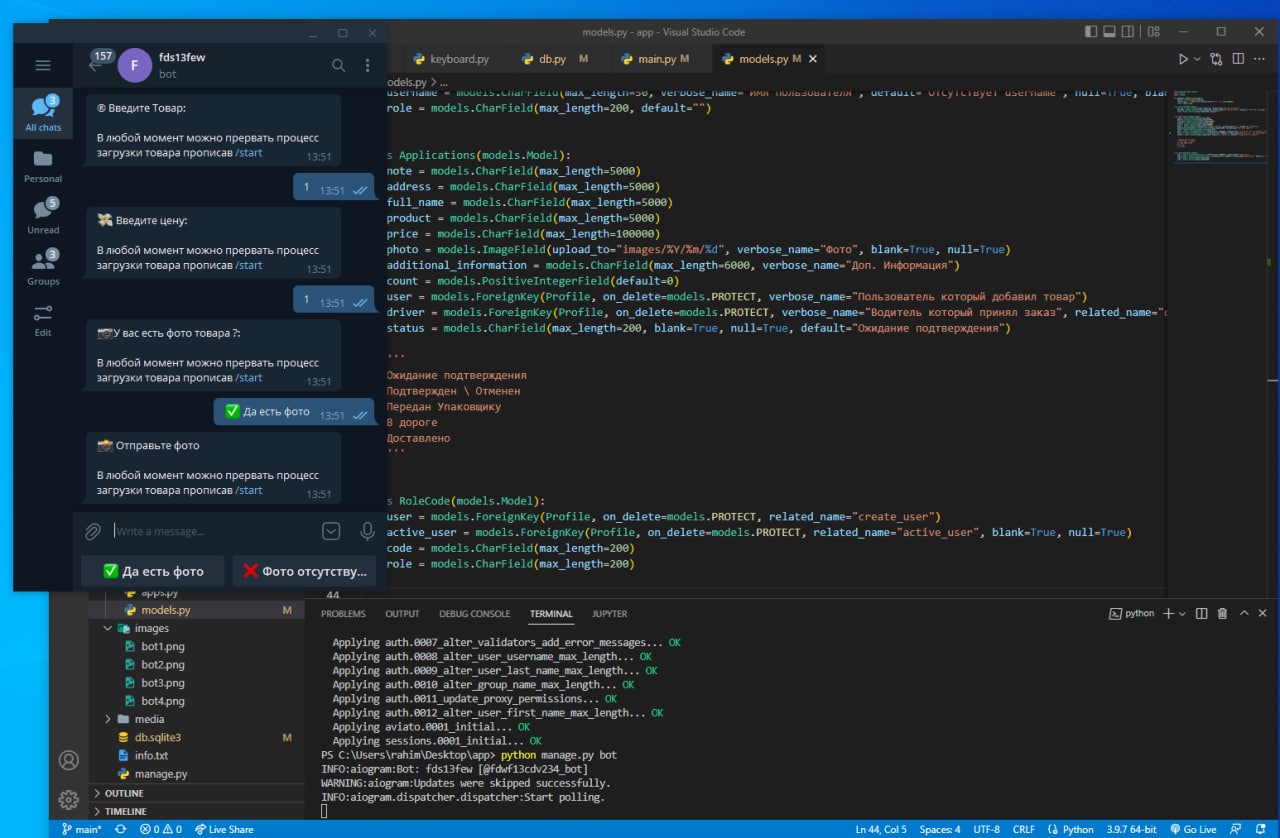 models.py - app - Visual Studio Code
157
F
fds13few
bot
3
All chats
Personal
5
Unread
3
Groups
Edit
® Введите Товар:
В любой момент можно прервать процесс
загрузки товара прописав /start
13:51
1 13:51
Введите цену:
В любой момент можно прервать процесс
загрузки товара прописав /start
13:51
1 13:51
У вас есть фото товара ?:
В любой момент можно прервать процесс
загрузки товара прописав /start
13:51
Да есть фото 13:51
Отправьте фото
В любой момент можно прервать процесс
загрузки товара прописав /start
13:51
Write a message...
Да есть фото
Фото отсутству...
keyboard.py
db.py M
main.py M
models.py M
odels.py > ...
username = models.CharField(max_length=50, verbose_name="Имя пользователя", default="Отсутствует username", null=True, bla
role = models.CharField(max_length=200, default="")
s Applications(models.Model):
note = models.CharField(max_length=5000)
address = models.CharField(max_length=5000)
full_name = models.CharField(max_length=5000)
product = models.CharField(max_length=5000)
price = models.CharField(max_length=100000)
photo = models.ImageField(upload_to="images/%Y/%m/%d", verbose_name="Фото", blank=True, null=True)
additional_information = models.CharField(max_length=6000, verbose_name="Доп. Информация")
count = models.PositiveIntegerField(default=0)
user = models.ForeignKey(Profile, on_delete=models.PROTECT, verbose_name="Пользователь который добавил товар")
driver = models.ForeignKey(Profile, on_delete=models.PROTECT, verbose_name="Водитель который принял заказ", related_name="
status = models.CharField(max_length=200, blank=True, null=True, default="Ожидание подтверждения")
'''
Ожидание подтверждения
Подтвержден \ Отменен
Передан Упаковщику
В дороге
Доставлено
'''
s RoleCode(models.Model):
user = models.ForeignKey(Profile, on_delete=models.PROTECT, related_name="create_user")
active_user = models.ForeignKey(Profile, on_delete=models.PROTECT, related_name="active_user", blank=True, null=True)
code = models.CharField(max_length=200)
role = models.CharField(max_length=200)
44
apps.py
models.py M
images
bot1.png
bot2.png
bot3.png
bot4.png
media
db.sqlite3 M
info.txt
manage.py
OUTLINE
TIMELINE
PROBLEMS OUTPUT DEBUG CONSOLE TERMINAL JUPYTER
python
Applying auth.0007_alter_validators_add_error_messages... OK
Applying auth.0008_alter_user_username_max_length... OK
Applying auth.0009_alter_user_last_name_max_length... OK
Applying auth.0010_alter_group_name_max_length... OK
Applying auth.0011_update_proxy_permissions... OK
Applying auth.0012_alter_user_first_name_max_length... OK
Applying aviato.0001_initial... OK
Applying sessions.0001_initial... OK
PS C:\Users\rahim\Desktop\app> python manage.py bot
INFO:aiogram:Bot: fds13few [@fdwf13cdv234_bot]
WARNING:aiogram:Updates were skipped successfully.
INFO:aiogram.dispatcher.dispatcher:Start polling.
main* 0 0 Live Share Ln 44, Col 5 Spaces: 4 UTF-8 CRLF Python 3.9.7 64-bit Go Live